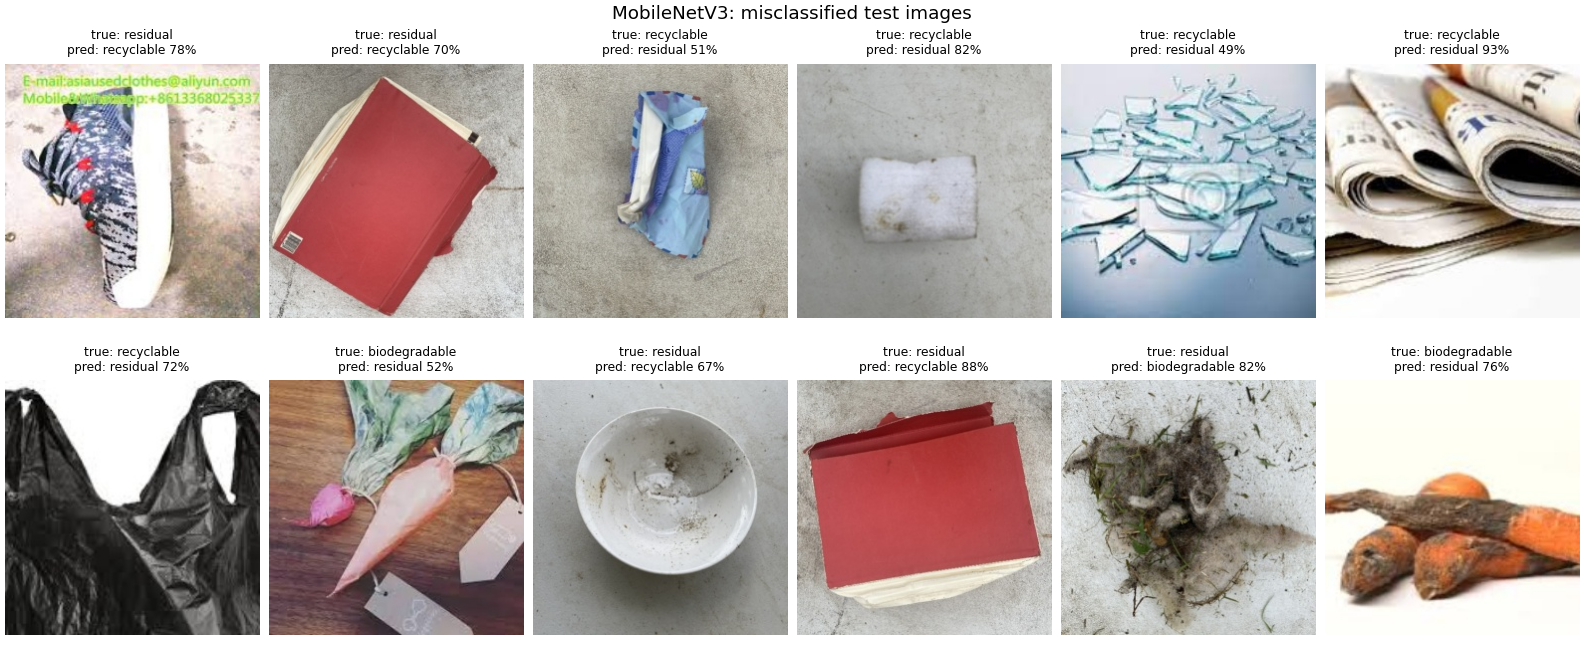 MobileNetV3: misclassified test images
true: residual
pred: recyclable 78%
true: residual
pred: recyclable 70%
true: recyclable
pred: residual 51%
true: recyclable
pred: residual 82%
true: recyclable
pred: residual 49%
true: recyclable
pred: residual 93%
E-mail:asiausedclothes@aliyun.com
Mobile&Whatsapp:+8613368025337
true: recyclable
pred: residual 72%
true: biodegradable
pred: residual 52%
true: residual
pred: recyclable 67%
true: residual
pred: recyclable 88%
true: residual
pred: biodegradable 82%
true: biodegradable
pred: residual 76%